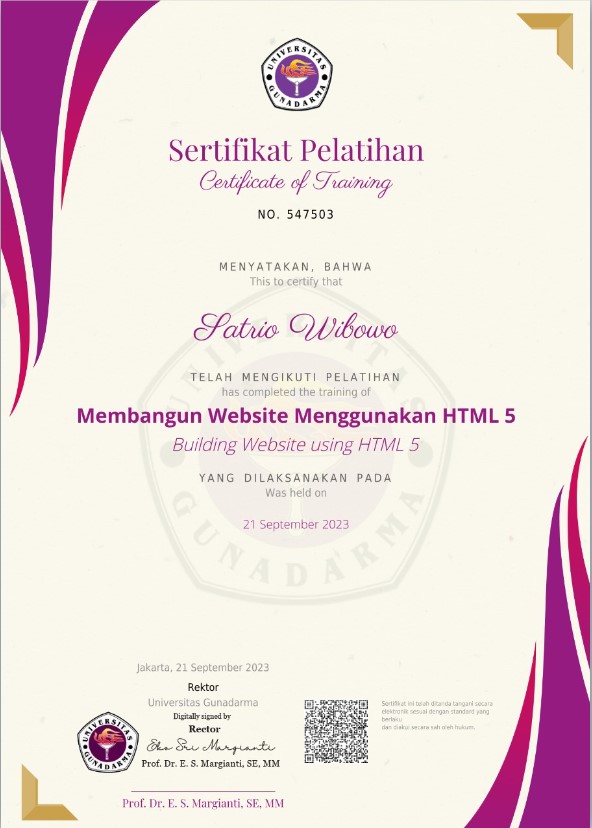 UNIVERSITAS GUNADARMA
Sertifikat Pelatihan
Certificate of Training
NO. 547503
MENYATAKAN, BAHWA
This to certify that
Satrio Wibowo
TELAH MENGIKUTI PELATIHAN
has completed the training of
Membangun Website Menggunakan HTML 5
Building Website using HTML 5
YANG DILAKSANAKAN PADA
Was held on
21 September 2023
UNIVERSITAS GUNADARMA
Jakarta, 21 September 2023
Rektor
Universitas Gunadarma
Digitally signed by
Rector
Eko Sri Margianti
Prof. Dr. E. S. Margianti, SE, MM
UNIVERSITAS GUNADARMA
Prof. Dr. E. S. Margianti, SE, MM
Sertifikat ini telah ditanda tangani secara
elektronik sesuai dengan standard yang
berlaku
dan diakui secara sah oleh hukum.